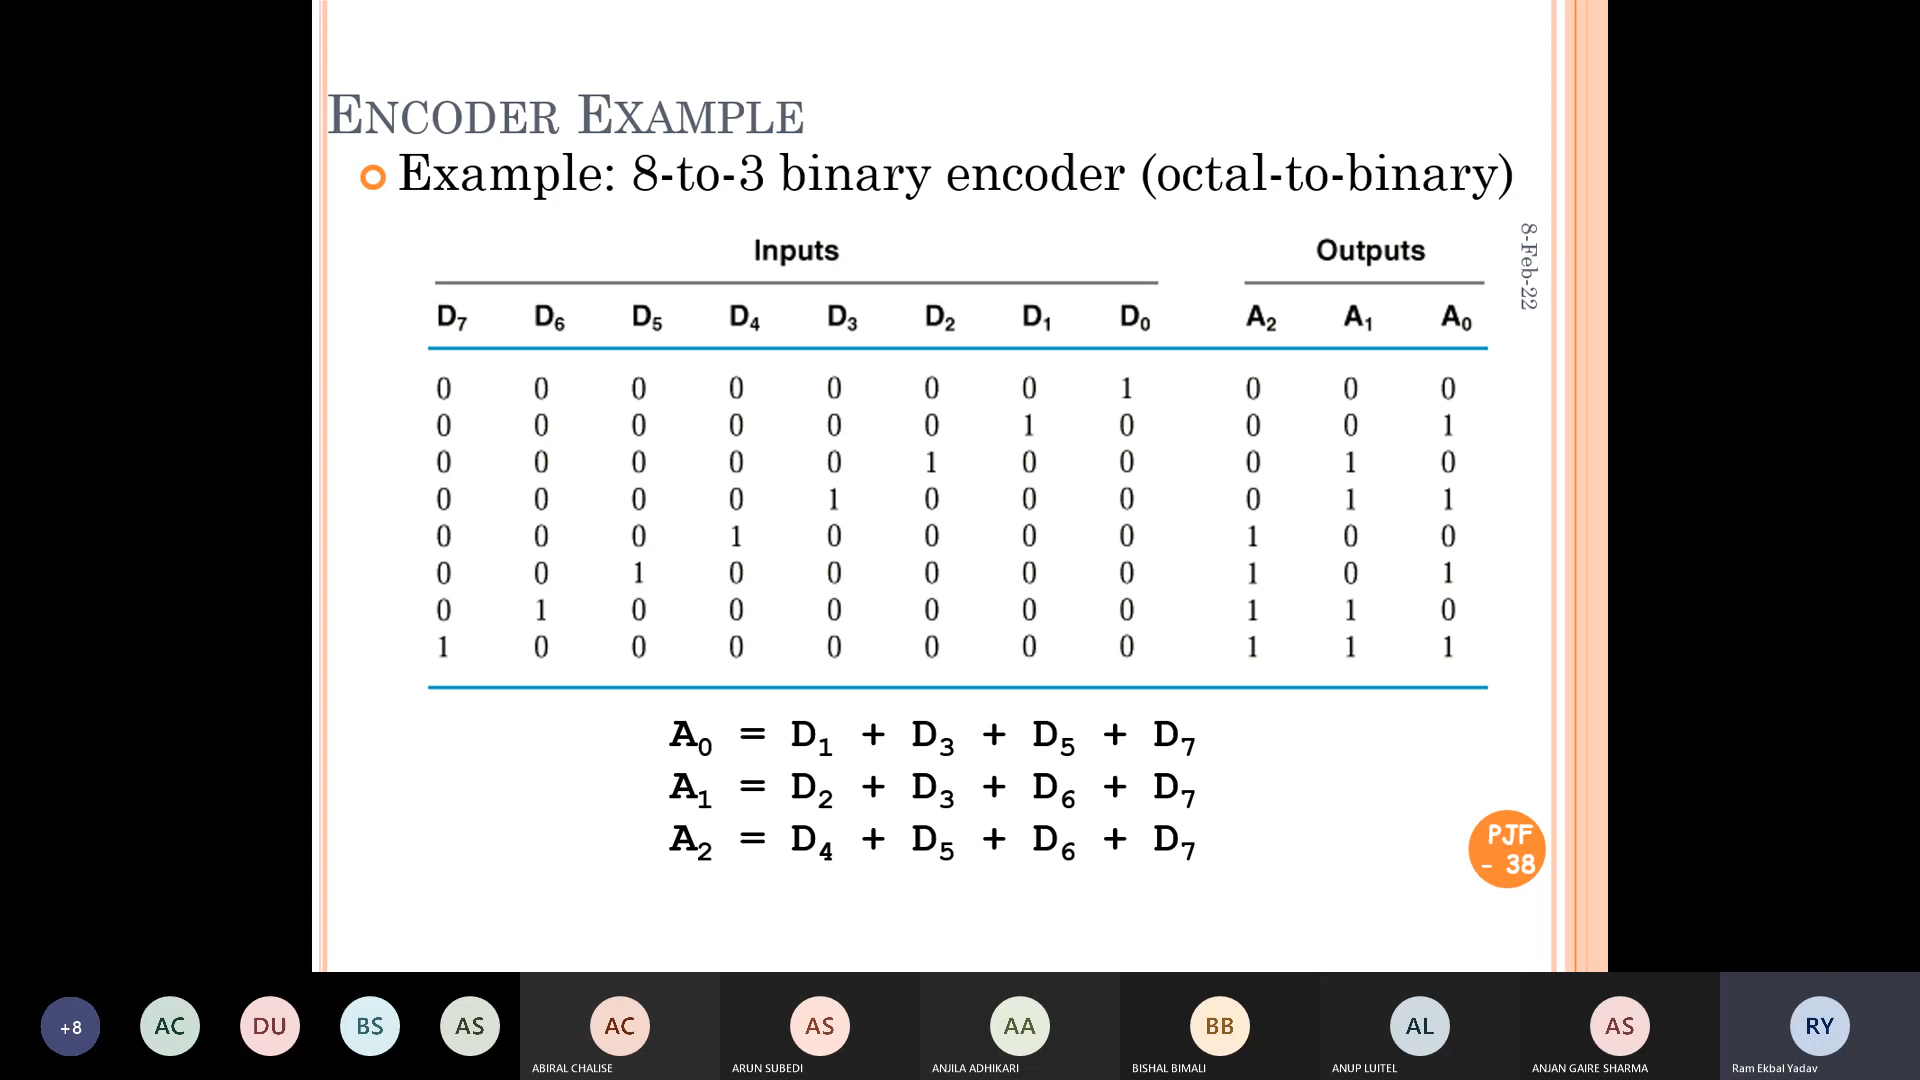 ENCODER EXAMPLE
Example: 8-to-3 binary encoder (octal-to-binary)
8-Feb-22
Inputs Outputs
D7 D6 D5 D4 D3 D2 D1 D0 A2 A1 A0
0 0 0 0 0 0 0 1 0 0 0
0 0 0 0 0 0 1 0 0 0 1
0 0 0 0 0 1 0 0 0 1 0
0 0 0 0 1 0 0 0 0 1 1
0 0 0 1 0 0 0 0 1 0 0
0 0 1 0 0 0 0 0 1 0 1
0 1 0 0 0 0 0 0 1 1 0
1 0 0 0 0 0 0 0 1 1 1
A0 = D1 + D3 + D5 + D7
A1 = D2 + D3 + D6 + D7
A2 = D4 + D5 + D6 + D7
PJF
- 38
+8 AC DU BS AS AC AS AA BB AL AS RY
ABIRAL CHALISE ARUN SUBEDI ANJILA ADHIKARI BISHAL BIMALI ANUP LUITEL ANJAN GAIRE SHARMA Ram Ekbal Yadav